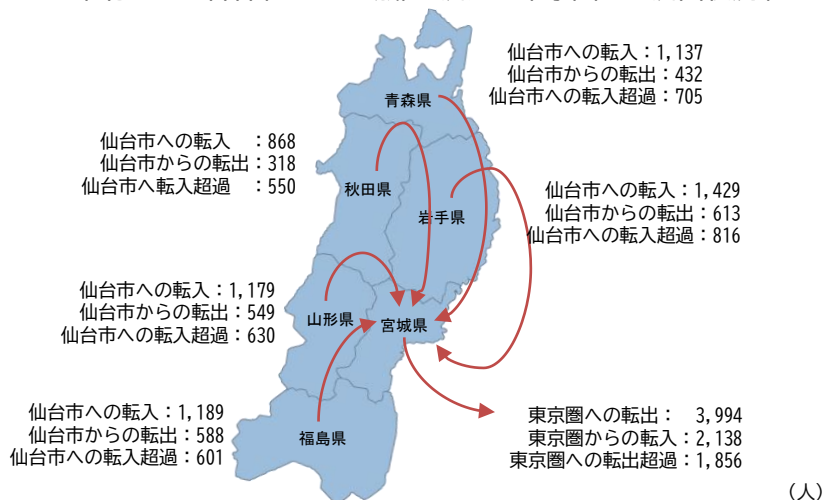 仙台市への転入：1,137
仙台市からの転出：432
仙台市への転入超過：705
青森県
仙台市への転入　：868
仙台市からの転出：318
仙台市へ転入超過　：550
秋田県
仙台市への転入：1,429
仙台市からの転出：613
仙台市への転入超過：816
岩手県
仙台市への転入：1,179
仙台市からの転出：549
仙台市への転入超過：630
山形県
宮城県
仙台市への転入：1,189
仙台市からの転出：588
仙台市への転入超過：601
福島県
東京圏への転出：　3,994
東京圏からの転入：2,138
東京圏への転出超過：1,856
（人）